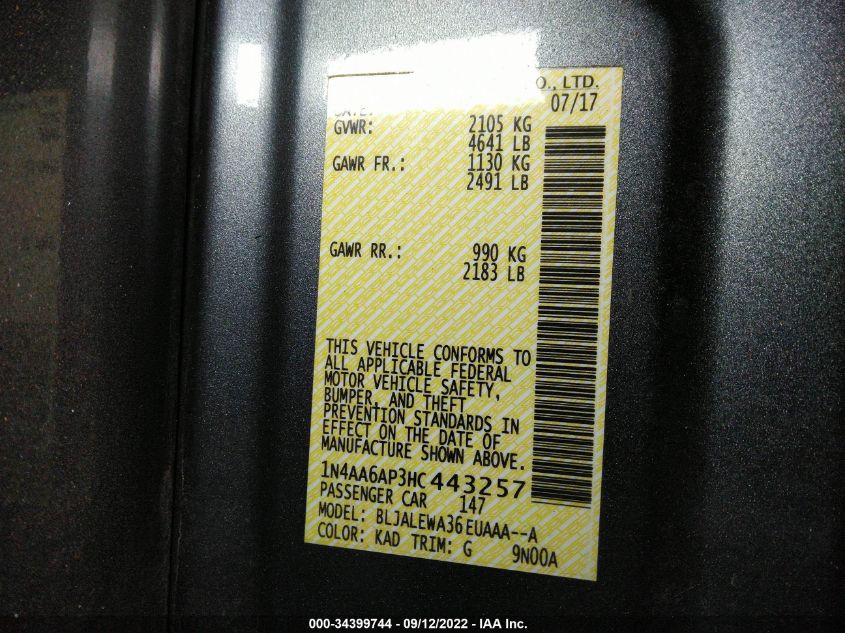 O., LTD.
07/17
GVWR: 2105 KG
4641 LB
GAWR FR.: 1130 KG
2491 LB
GAWR RR.: 990 KG
2183 LB
THIS VEHICLE CONFORMS TO
ALL APPLICABLE FEDERAL
MOTOR VEHICLE SAFETY,
BUMPER, AND THEFT
PREVENTION STANDARDS IN
EFFECT ON THE DATE OF
MANUFACTURE SHOWN ABOVE.
1N4AA6AP3HC443257
PASSENGER CAR 147
MODEL: BLJALEWA36EUAAA--A
COLOR: KAD TRIM: G 9N00A
000-34399744 - 09/12/2022 - IAA Inc.